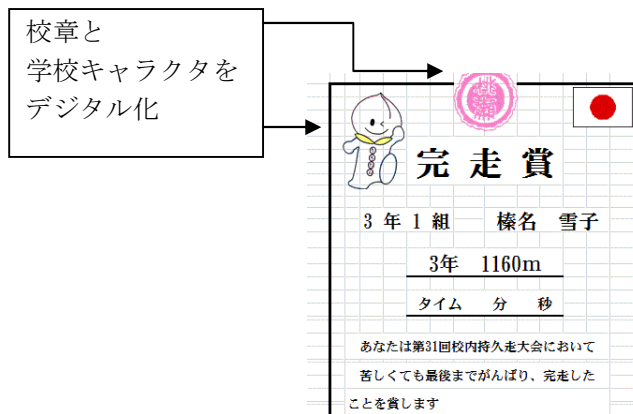 校章と
学校キャラクタを
デジタル化
完走賞
3年1組 榛名 雪子
3年 1160m
タイム 分 秒
あなたは第31回校内持久走大会において
苦しくても最後までがんばり、完走した
ことを賞します